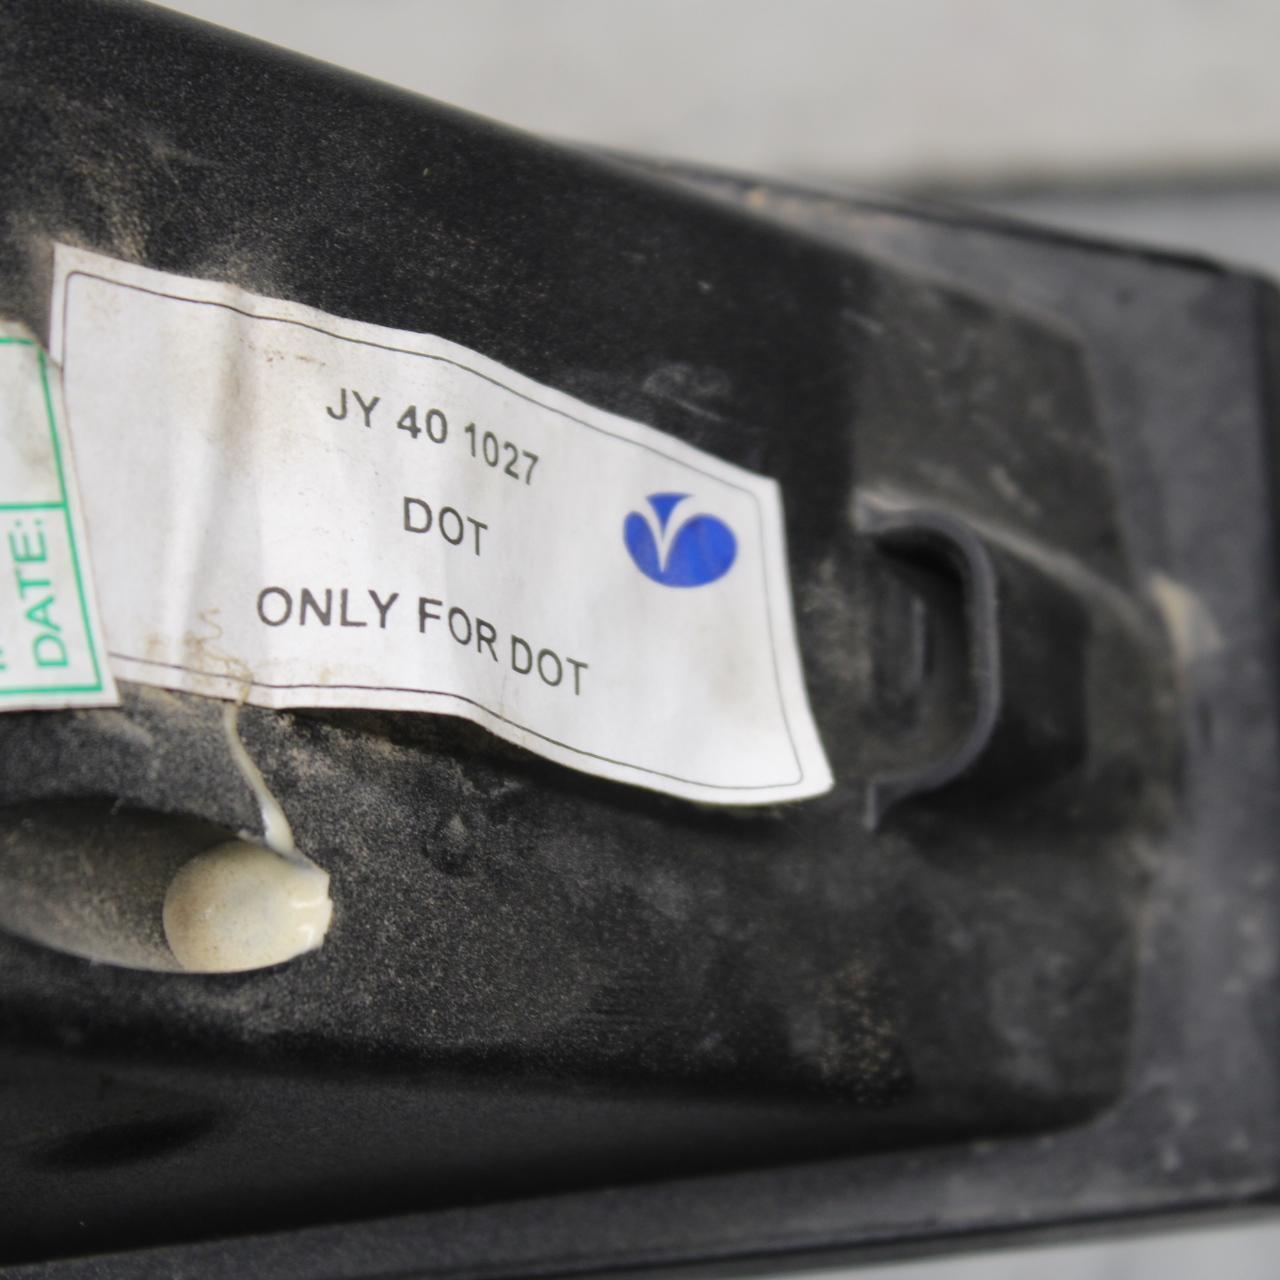 JY 40 1027
DOT
ONLY FOR DOT
DATE: